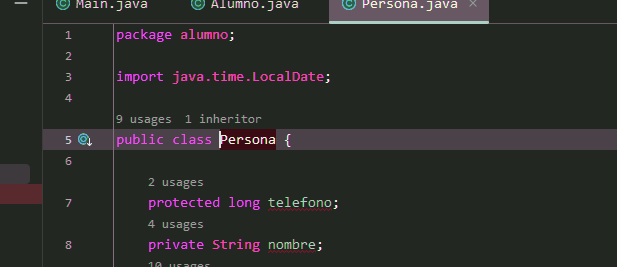 Main.java Alumno.java Persona.java
1 package alumno;
2
3 import java.time.LocalDate;
4
9 usages 1 inheritor
5 public class Persona {
6
2 usages
7 protected long telefono;
4 usages
8 private String nombre;
10 usages